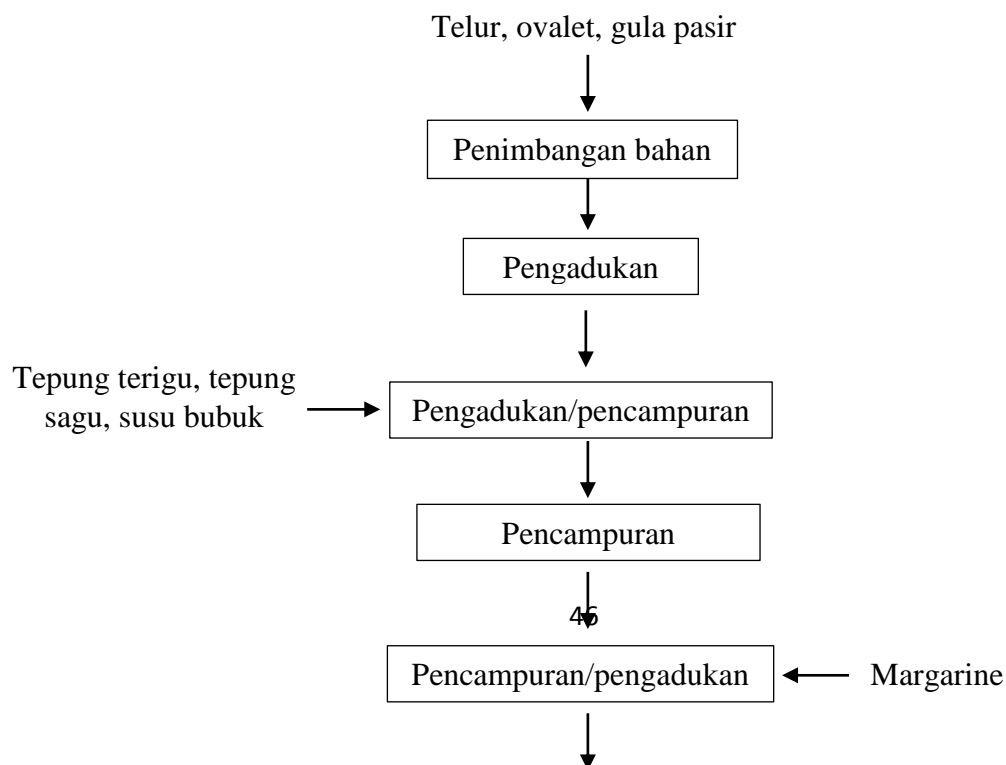 Telur, ovalet, gula pasir
Penimbangan bahan
Pengadukan
Tepung terigu, tepung
sagu, susu bubuk
Pengadukan/pencampuran
Pencampuran
46
Pencampuran/pengadukan
Margarine